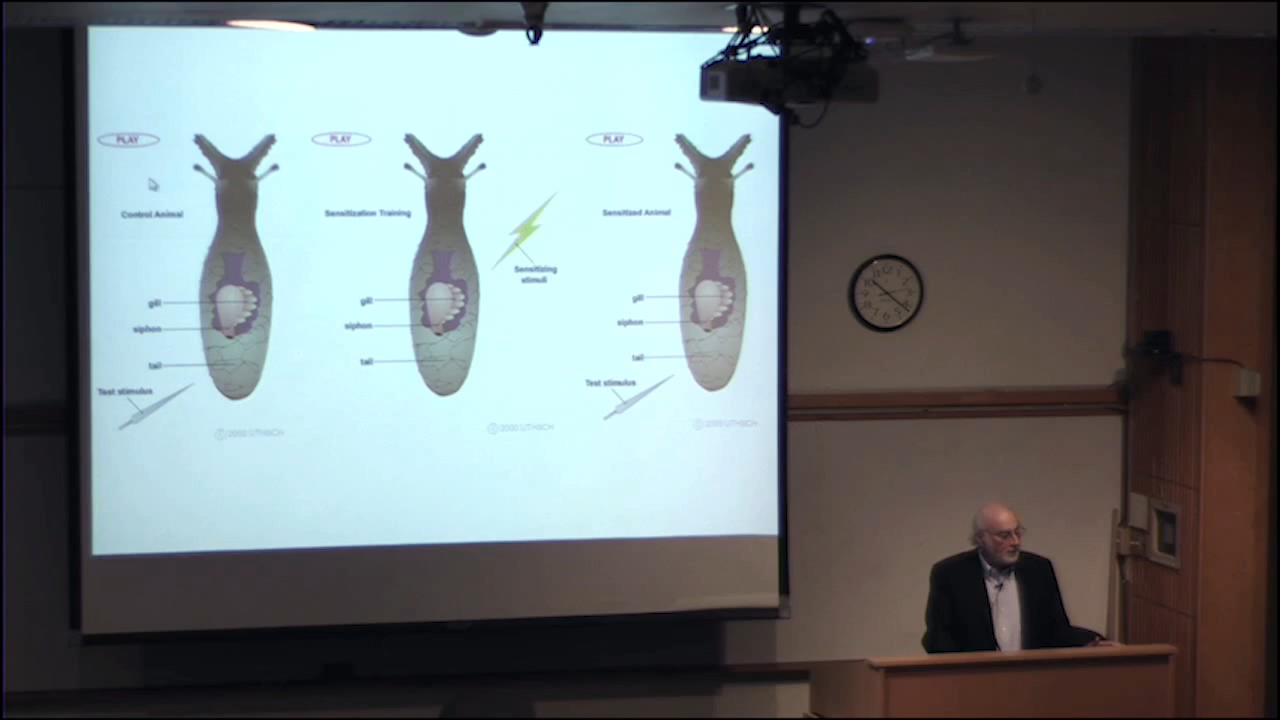 PLAY
Control Animal
gill
siphon
tail
Test stimulus
© 2000 UTHSCH
PLAY
Sensitization Training
Sensitizing
stimuli
gill
siphon
tail
© 2000 UTHSCH
PLAY
Sensitized Animal
gill
siphon
tail
Test stimulus
© 2000 UTHSCH